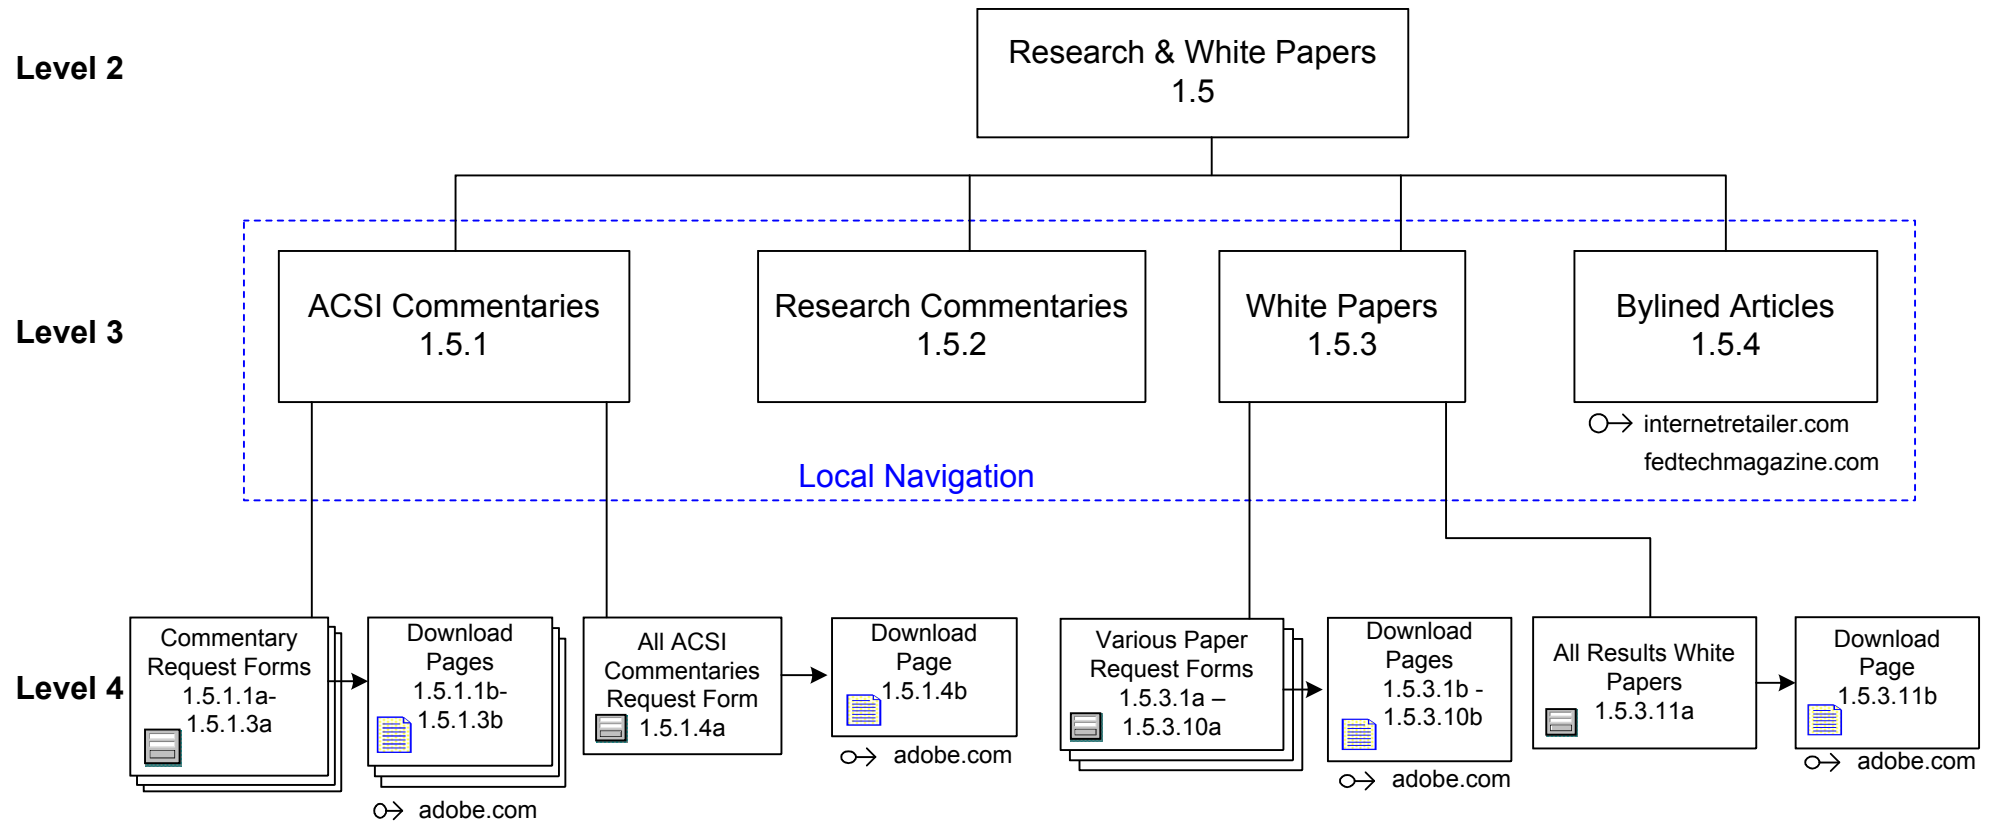 Level 2
Research & White Papers
1.5
Level 3
ACSI Commentaries
1.5.1
Research Commentaries
1.5.2
White Papers
1.5.3
Bylined Articles
1.5.4
internetretailer.com
fedtechmagazine.com
Local Navigation
Level 4
Commentary
Request Forms
1.5.1.1a-
1.5.1.3a
Download
Pages
1.5.1.1b-
1.5.1.3b
adobe.com
All ACSI
Commentaries
Request Form
1.5.1.4a
Download
Page
1.5.1.4b
adobe.com
Various Paper
Request Forms
1.5.3.1a –
1.5.3.10a
Download
Pages
1.5.3.1b -
1.5.3.10b
adobe.com
All Results White
Papers
1.5.3.11a
Download
Page
1.5.3.11b
adobe.com